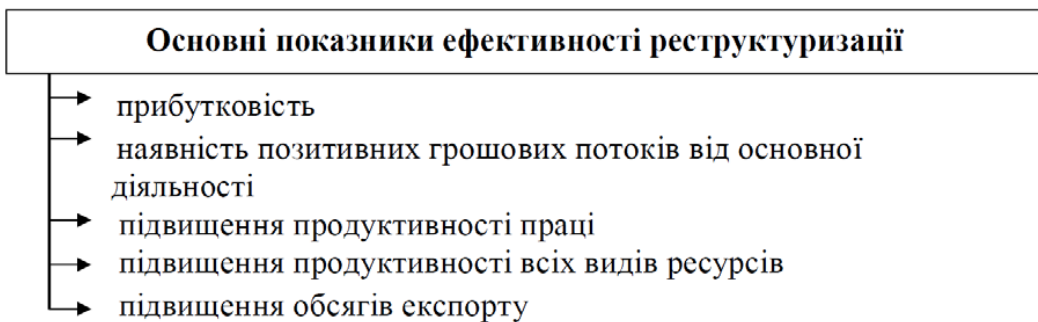 Основні показники ефективності реструктуризації
прибутковість
наявність позитивних грошових потоків від основної
діяльності
підвищення продуктивності праці
підвищення продуктивності всіх видів ресурсів
підвищення обсягів експорту